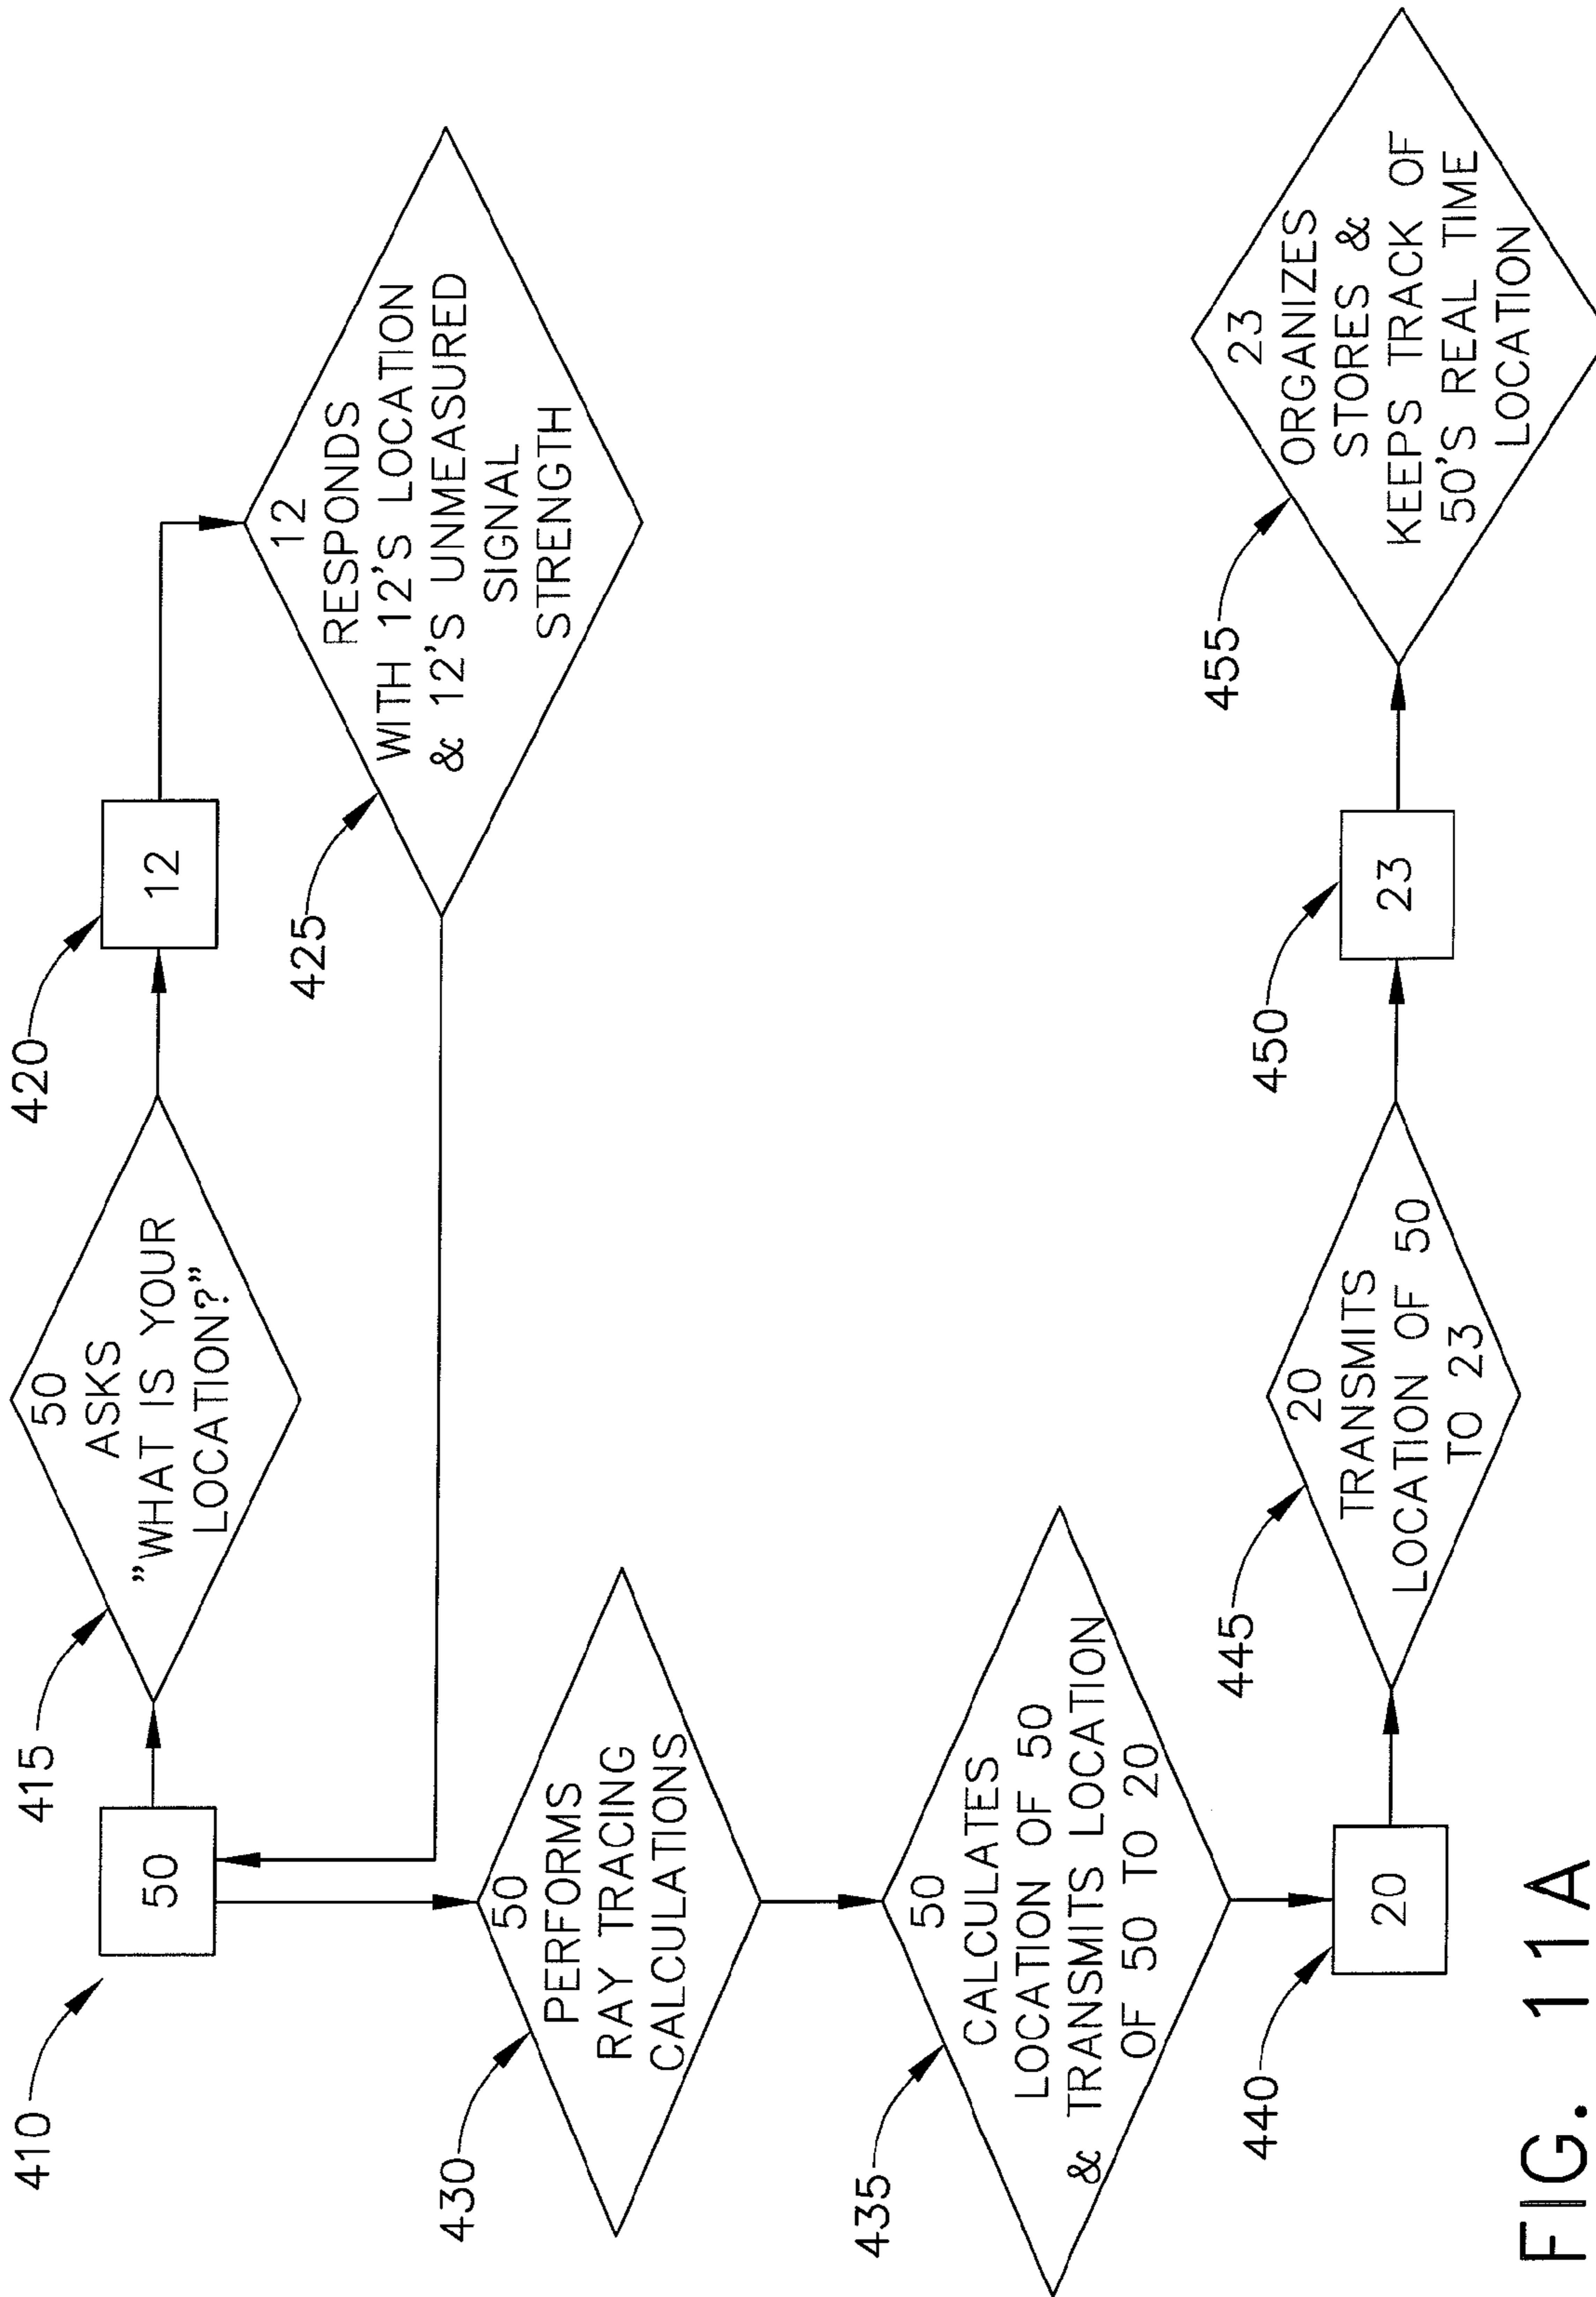 410
50
415
50
ASKS
"WHAT IS YOUR
LOCATION?"
420
12
425
12
RESPONDS
WITH 12'S LOCATION
& 12'S UNMEASURED
SIGNAL
STRENGTH
430
50
PERFORMS
RAY TRACING
CALCULATIONS
435
50
CALCULATES
LOCATION OF 50
& TRANSMITS LOCATION
OF 50 TO 20
440
20
445
20
TRANSMITS
LOCATION OF 50
TO 23
450
23
455
23
ORGANIZES
STORES &
KEEPS TRACK OF
50'S REAL TIME
LOCATION
FIG. 11A